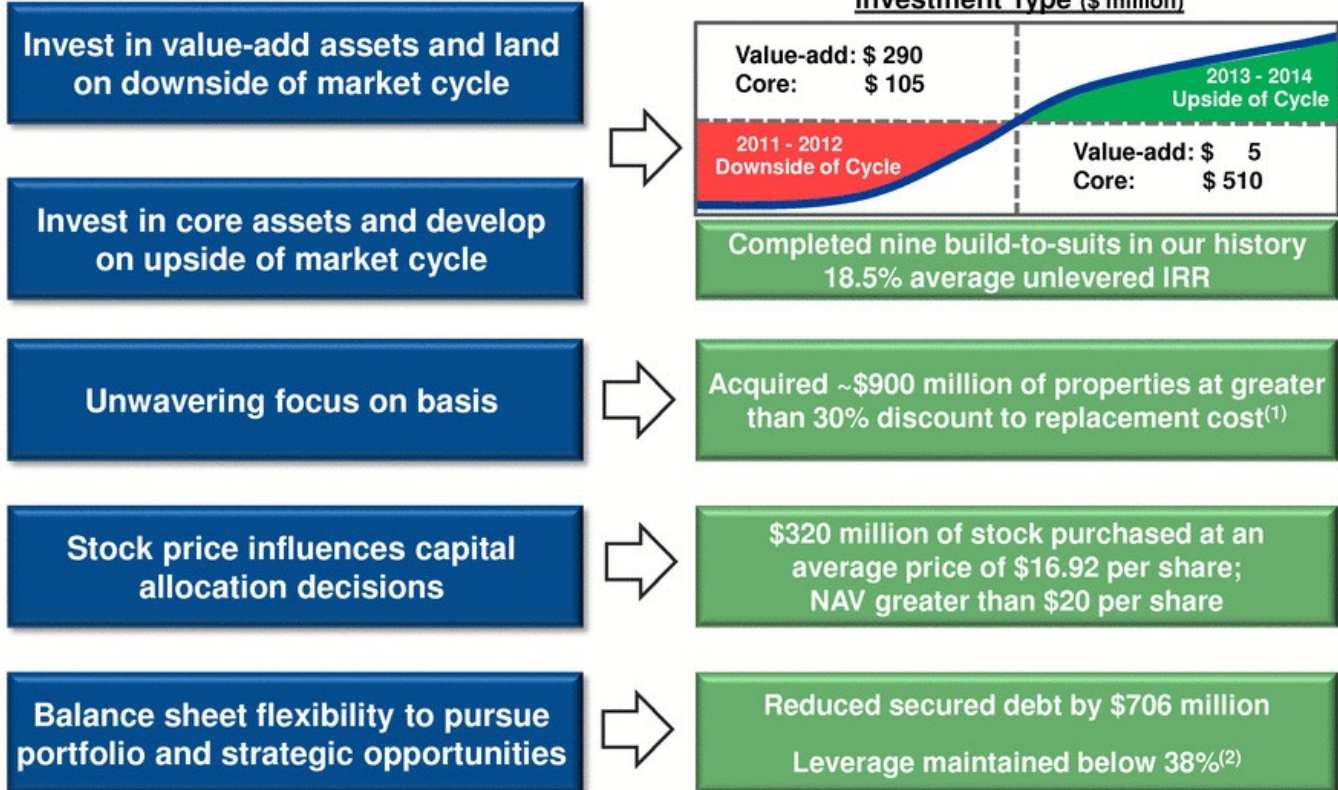 Investment Type ($ million)
Invest in value-add assets and land
on downside of market cycle
Value-add: $ 290
Core: $ 105
2013 - 2014
Upside of Cycle
2011 - 2012
Downside of Cycle
Value-add: $ 5
Core: $ 510
Invest in core assets and develop
on upside of market cycle
Completed nine build-to-suits in our history
18.5% average unlevered IRR
Unwavering focus on basis
Acquired ~$900 million of properties at greater
than 30% discount to replacement cost(1)
Stock price influences capital
allocation decisions
$320 million of stock purchased at an
average price of $16.92 per share;
NAV greater than $20 per share
Balance sheet flexibility to pursue
portfolio and strategic opportunities
Reduced secured debt by $706 million
Leverage maintained below 38%(2)